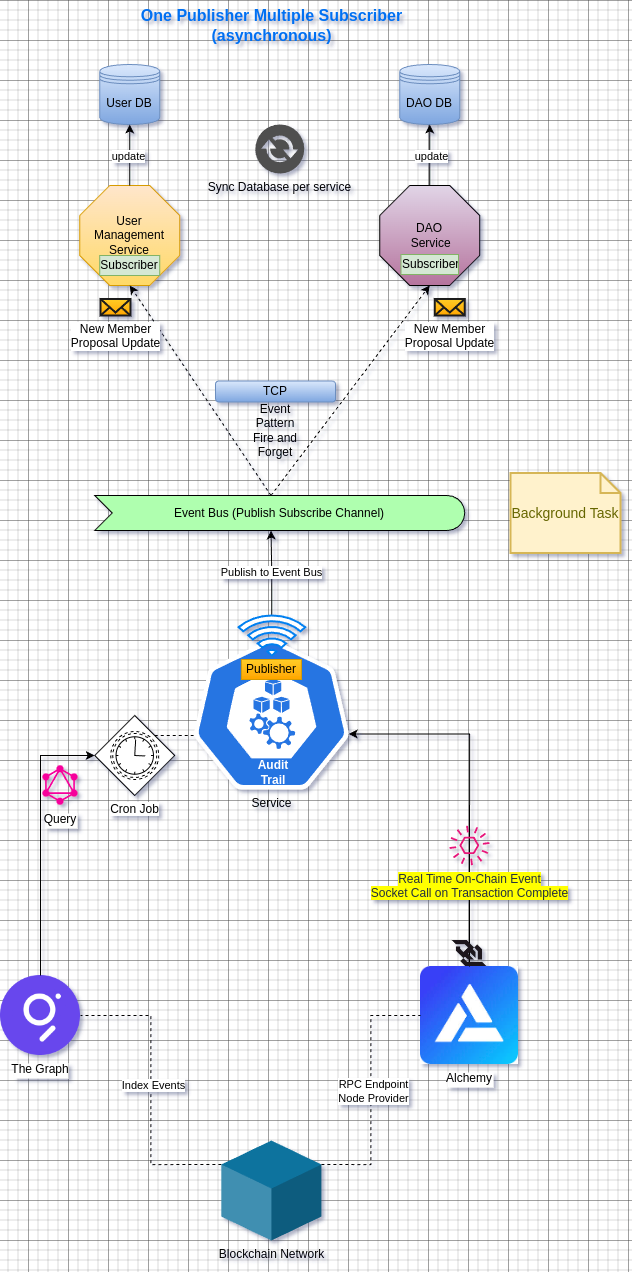 One Publisher Multiple Subscriber
(asynchronous)
User DB
DAO DB
update
update
Sync Database per service
User
Management
Service
Subscriber
DAO
Service
Subscriber
New Member
Proposal Update
New Member
Proposal Update
TCP
Event
Pattern
Fire and
Forget
Event Bus (Publish Subscribe Channel)
Background Task
Publish to Event Bus
Publisher
Audit
Trail
Service
Cron Job
Query
Real Time On-Chain Event
Socket Call on Transaction Complete
The Graph
Alchemy
Index Events
RPC Endpoint
Node Provider
Blockchain Network